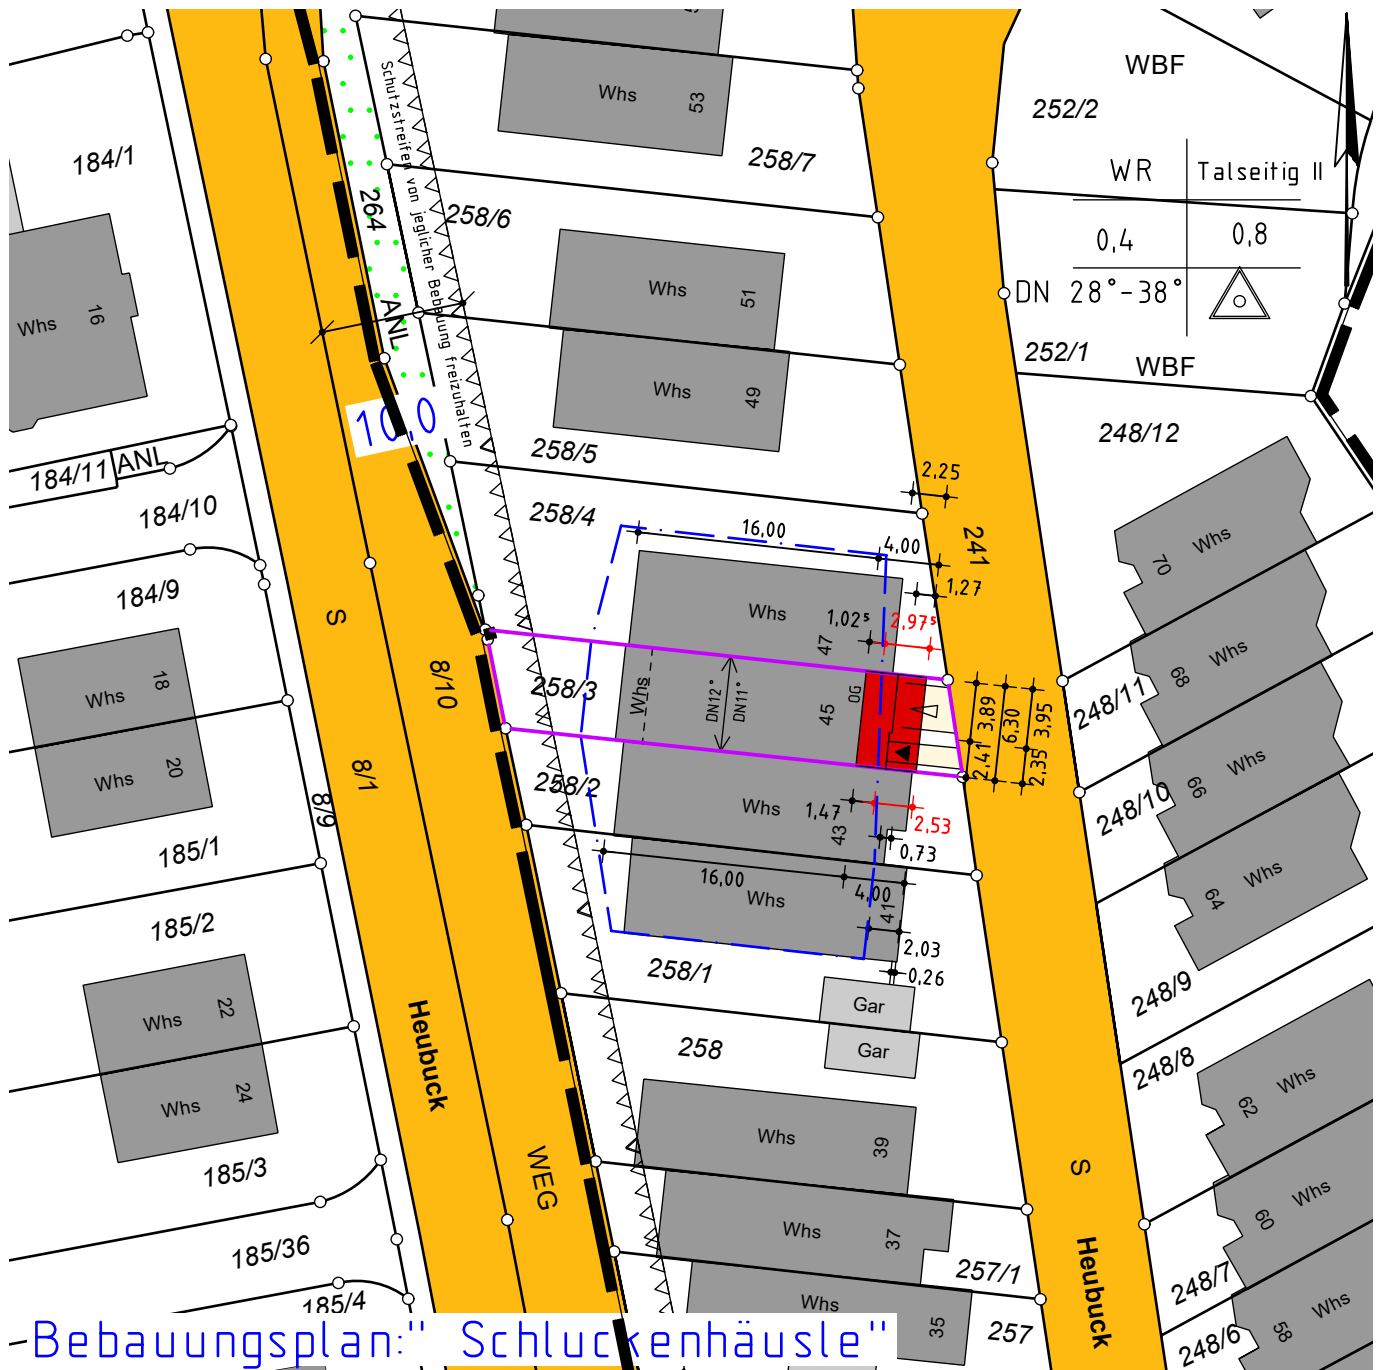 WBF
252/2
Whs
53
258/7
184/1
Schutzstreifen von jeglicher Bebauung freizuhalten
264
258/6
WR
Talseitig II
0,4
0,8
DN 28°-38°
Whs
16
Whs
51
ANL
252/1
WBF
Whs
49
10.0
258/5
248/12
184/11
ANL
184/10
258/4
2,25
16,00
4,00
241
70
Whs
184/9
1,27
Whs
47
1,02⁵
2,97⁵
S
8/10
258/3
Whs
DN12°
DN11°
OG
45
3,89
6,30
3,95
2,41
2,35
68
Whs
248/11
Whs
18
Whs
20
8/1
8/9
258/2
Whs
1,47
43
2,53
0,73
66
Whs
248/10
185/1
16,00
4,00
Whs
41
64
Whs
185/2
258/1
2,03
0,26
Gar
Gar
248/9
Whs
22
Whs
24
Heubuck
258
248/8
62
Whs
Whs
39
185/3
WEG
S
60
Whs
Whs
37
185/36
257/1
Heubuck
248/7
185/4
Whs
35
257
58
Whs
248/6
Bebauungsplan:" Schluckenhäusle"